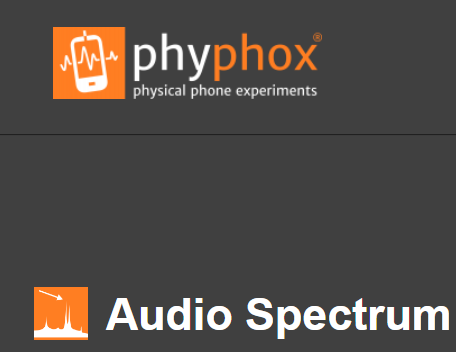 phyphox®
physical phone experiments
Audio Spectrum